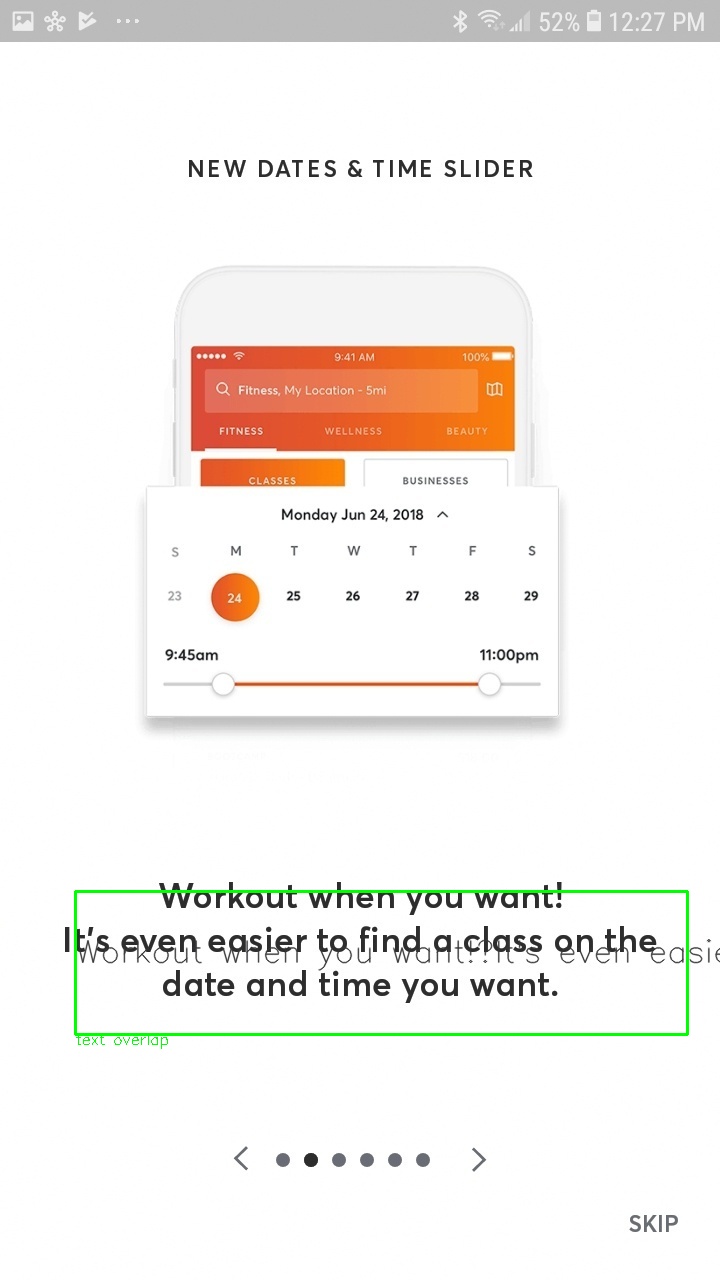 52% 12:27 PM
NEW DATES & TIME SLIDER
9:41 AM 100%
Fitness, My Location - 5mi
FITNESS WELLNESS BEAUTY
CLASSES BUSINESSES
Monday Jun 24, 2018
S M T W T F S
23 24 25 26 27 28 29
9:45am 11:00pm
Workout when you want!
It's even easier to find a class on the
Workout when you want!?It's even easie
date and time you want.
text overlap
SKIP